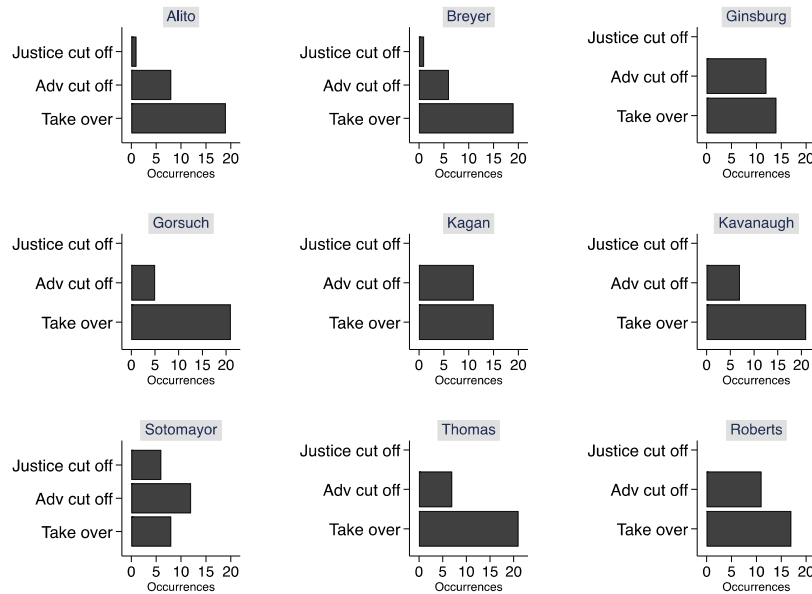 Alito
Justice cut off
Adv cut off
Take over
0 5 10 15 20
Occurrences
Breyer
Justice cut off
Adv cut off
Take over
0 5 10 15 20
Occurrences
Ginsburg
Justice cut off
Adv cut off
Take over
0 5 10 15 20
Occurrences
Gorsuch
Justice cut off
Adv cut off
Take over
0 5 10 15 20
Occurrences
Kagan
Justice cut off
Adv cut off
Take over
0 5 10 15 20
Occurrences
Kavanaugh
Justice cut off
Adv cut off
Take over
0 5 10 15 20
Occurrences
Sotomayor
Justice cut off
Adv cut off
Take over
0 5 10 15 20
Occurrences
Thomas
Justice cut off
Adv cut off
Take over
0 5 10 15 20
Occurrences
Roberts
Justice cut off
Adv cut off
Take over
0 5 10 15 20
Occurrences